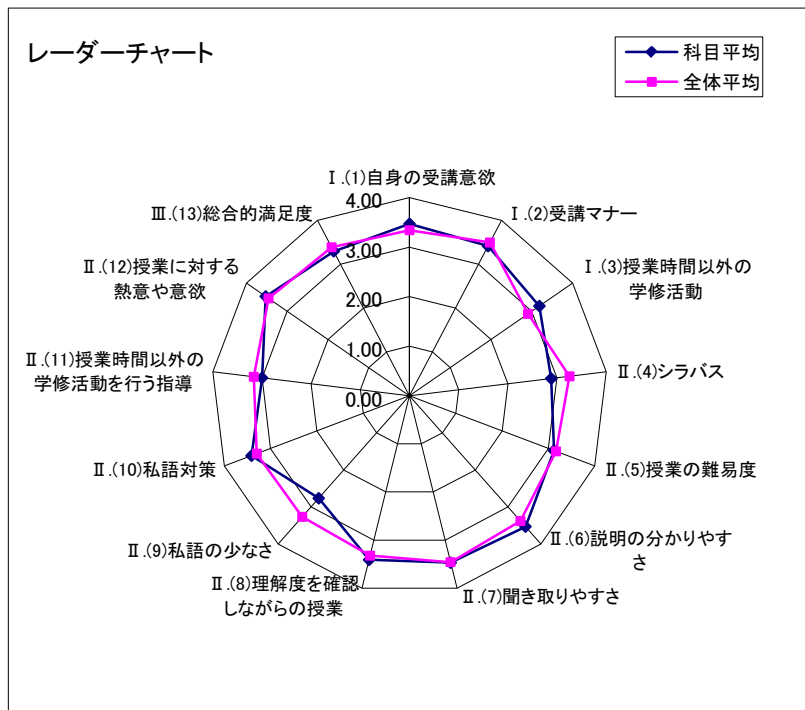 レーダーチャート
科目平均
全体平均
Ⅰ.(1)自身の受講意欲
Ⅰ.(2)受講マナー
Ⅰ.(3)授業時間以外の
学修活動
Ⅱ.(4)シラバス
Ⅱ.(5)授業の難易度
Ⅱ.(6)説明の分かりやす
さ
Ⅱ.(7)聞き取りやすさ
Ⅱ.(8)理解度を確認
しながらの授業
Ⅱ.(9)私語の少なさ
Ⅱ.(10)私語対策
Ⅱ.(11)授業時間以外の
学修活動を行う指導
Ⅱ.(12)授業に対する
熱意や意欲
Ⅲ.(13)総合的満足度
4.00
3.00
2.00
1.00
0.00